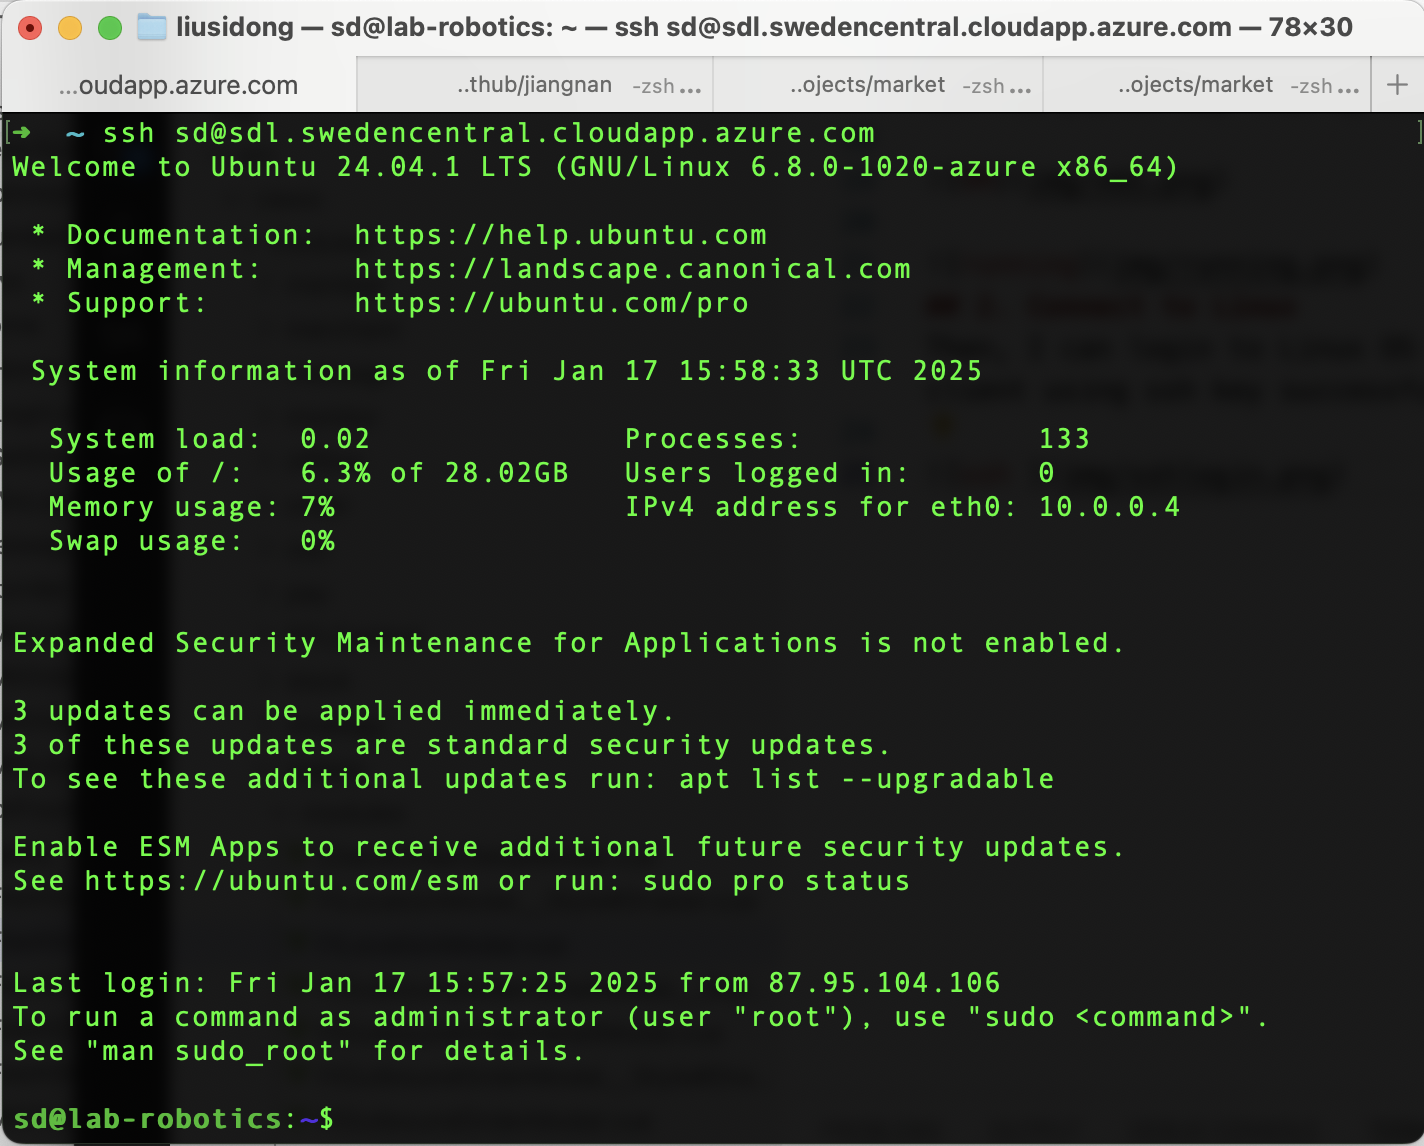 liusidong — sd@lab-robotics: ~ — ssh sd@sdl.swedencentral.cloudapp.azure.com — 78×30
...oudapp.azure.com ..thub/jiangnan -zsh ... ..ojects/market -zsh ... ..ojects/market -zsh ... +
[➜ ~ ssh sd@sdl.swedencentral.cloudapp.azure.com ]
Welcome to Ubuntu 24.04.1 LTS (GNU/Linux 6.8.0-1020-azure x86_64)
* Documentation: https://help.ubuntu.com
* Management: https://landscape.canonical.com
* Support: https://ubuntu.com/pro
System information as of Fri Jan 17 15:58:33 UTC 2025
System load: 0.02 Processes: 133
Usage of /: 6.3% of 28.02GB Users logged in: 0
Memory usage: 7% IPv4 address for eth0: 10.0.0.4
Swap usage: 0%
Expanded Security Maintenance for Applications is not enabled.
3 updates can be applied immediately.
3 of these updates are standard security updates.
To see these additional updates run: apt list --upgradable
Enable ESM Apps to receive additional future security updates.
See https://ubuntu.com/esm or run: sudo pro status
Last login: Fri Jan 17 15:57:25 2025 from 87.95.104.106
To run a command as administrator (user "root"), use "sudo <command>".
See "man sudo_root" for details.
sd@lab-robotics:~$